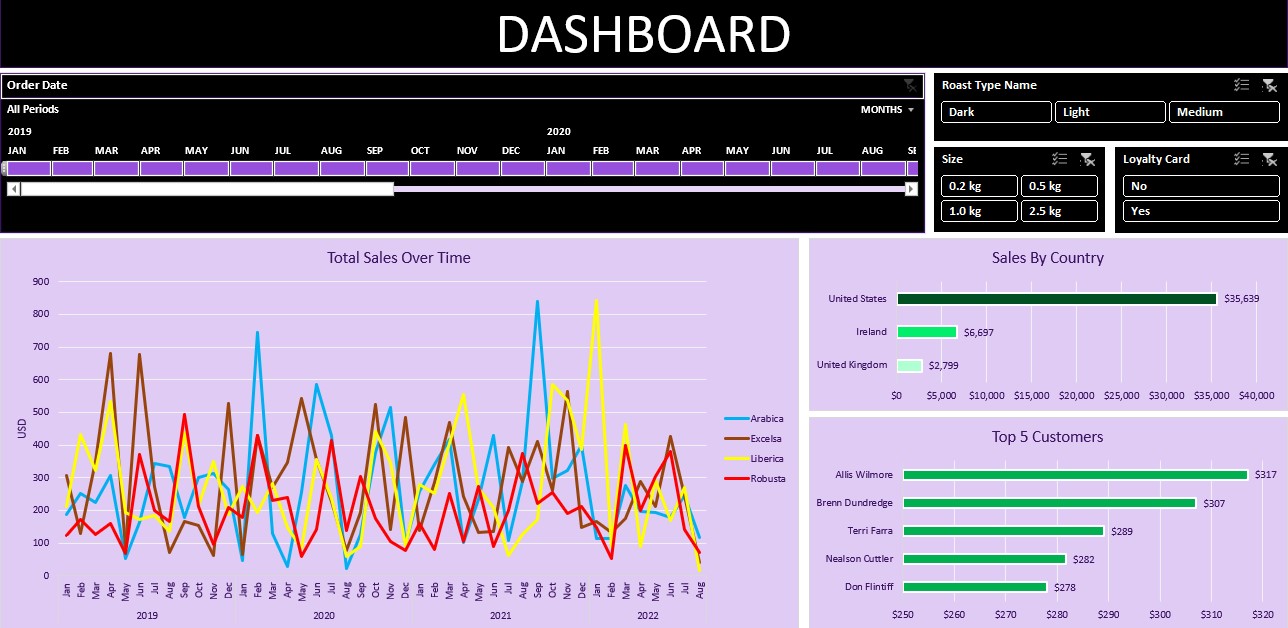 DASHBOARD
Order Date
All Periods
MONTHS
2019 2020
JAN FEB MAR APR MAY JUN JUL AUG SEP OCT NOV DEC JAN FEB MAR APR MAY JUN JUL AUG SE
Roast Type Name
Dark Light Medium
Size
0.2 kg 0.5 kg
1.0 kg 2.5 kg
Loyalty Card
No
Yes
Total Sales Over Time
900
800
700
600
500
400
300
200
100
0
USD
Jan Feb Mar Apr May Jun Jul Aug Sep Oct Nov Dec Jan Feb Mar Apr May Jun Jul Aug Sep Oct Nov Dec Jan Feb Mar Apr May Jun Jul Aug Sep Oct Nov Dec Jan Feb Mar Apr May Jun Jul Aug
2019 2020 2021 2022
Arabica
Excelsa
Liberica
Robusta
Sales By Country
United States $35,639
Ireland $6,697
United Kingdom $2,799
$0 $5,000 $10,000 $15,000 $20,000 $25,000 $30,000 $35,000 $40,000
Top 5 Customers
Allis Wilmore $317
Brenn Dundredge $307
Terri Farra $289
Nealson Cuttler $282
Don Flintiff $278
$250 $260 $270 $280 $290 $300 $310 $320